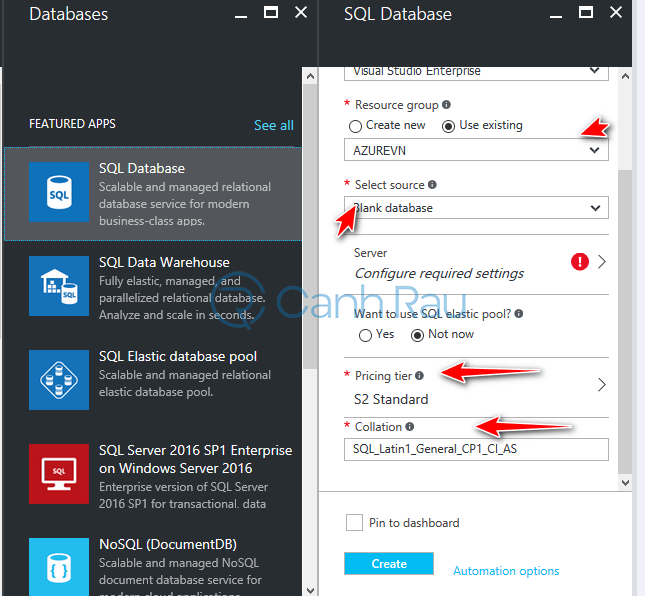 Databases
FEATURED APPS
See all
SQL Database
Scalable and managed relational
database service for modern
business-class apps.
SQL Data Warehouse
Fully elastic, managed, and
parallelized relational database.
Analyze and scale in seconds.
SQL Elastic database pool
Scalable and managed relational
elastic database pool.
SQL Server 2016 SP1 Enterprise
on Windows Server 2016
Enterprise version of SQL Server
2016 SP1 for transactional, data
NoSQL (DocumentDB)
Scalable and managed NoSQL
document database service for
modern cloud applications.
SQL
SQL
SQL
SQL Database
Visual Studio Enterprise
* Resource group
Create new
Use existing
AZUREVN
* Select source
Blank database
Server
Configure required settings
Want to use SQL elastic pool?
Yes
Not now
* Pricing tier
S2 Standard
* Collation
SQL_Latin1_General_CP1_CI_AS
Pin to dashboard
Create
Automation options
Canh Rau